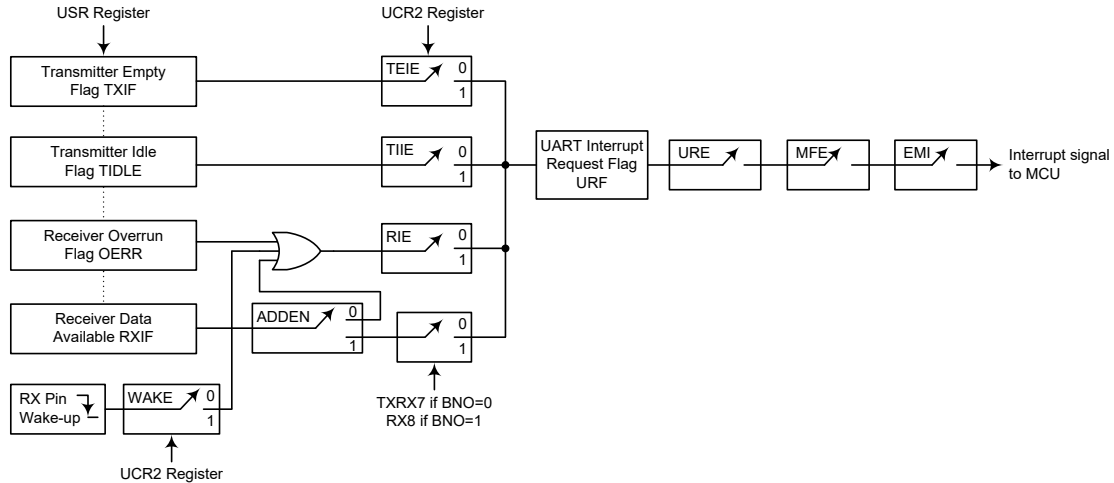 USR Register
UCR2 Register
Transmitter Empty
Flag TXIF
TEIE
0
1
Transmitter Idle
Flag TIDLE
TIIE
0
1
UART Interrupt
Request Flag
URF
URE
MFE
EMI
Interrupt signal
to MCU
Receiver Overrun
Flag OERR
RIE
0
1
Receiver Data
Available RXIF
ADDEN
0
1
0
1
RX Pin
Wake-up
WAKE
0
1
TXRX7 if BNO=0
RX8 if BNO=1
UCR2 Register